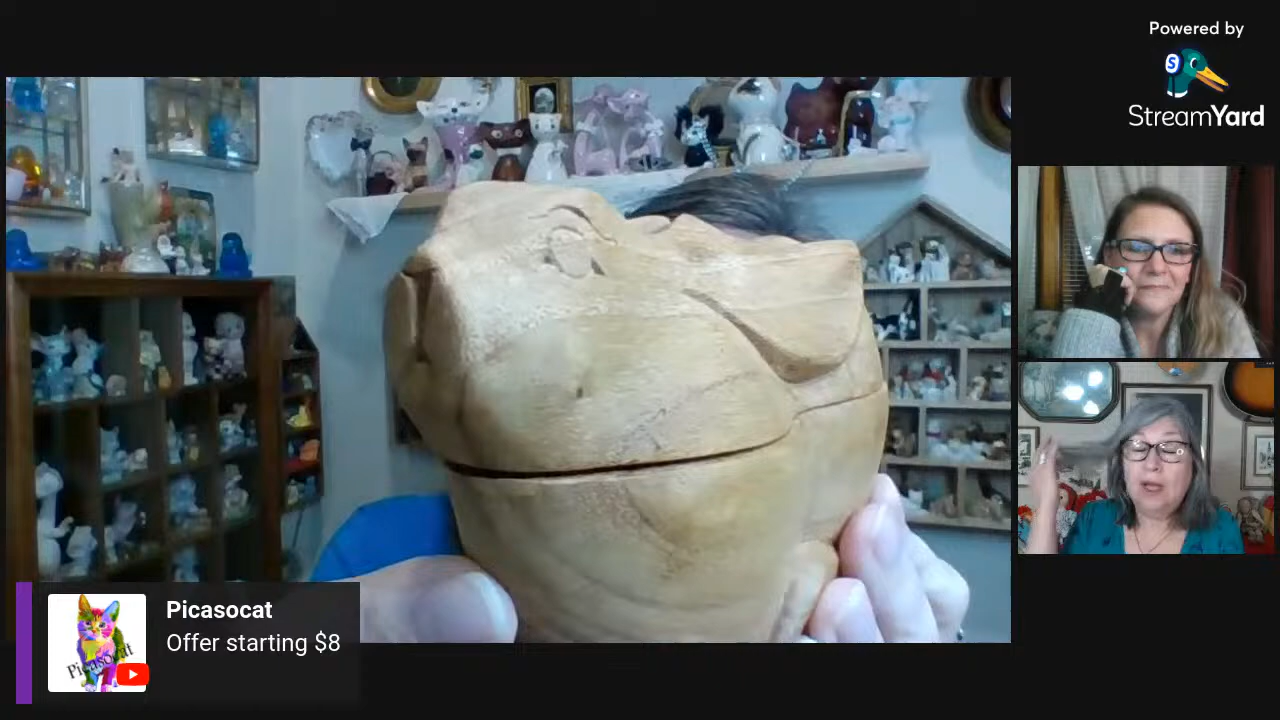 Powered by
S
StreamYard
Picasocat
Offer starting $8
Picasocat